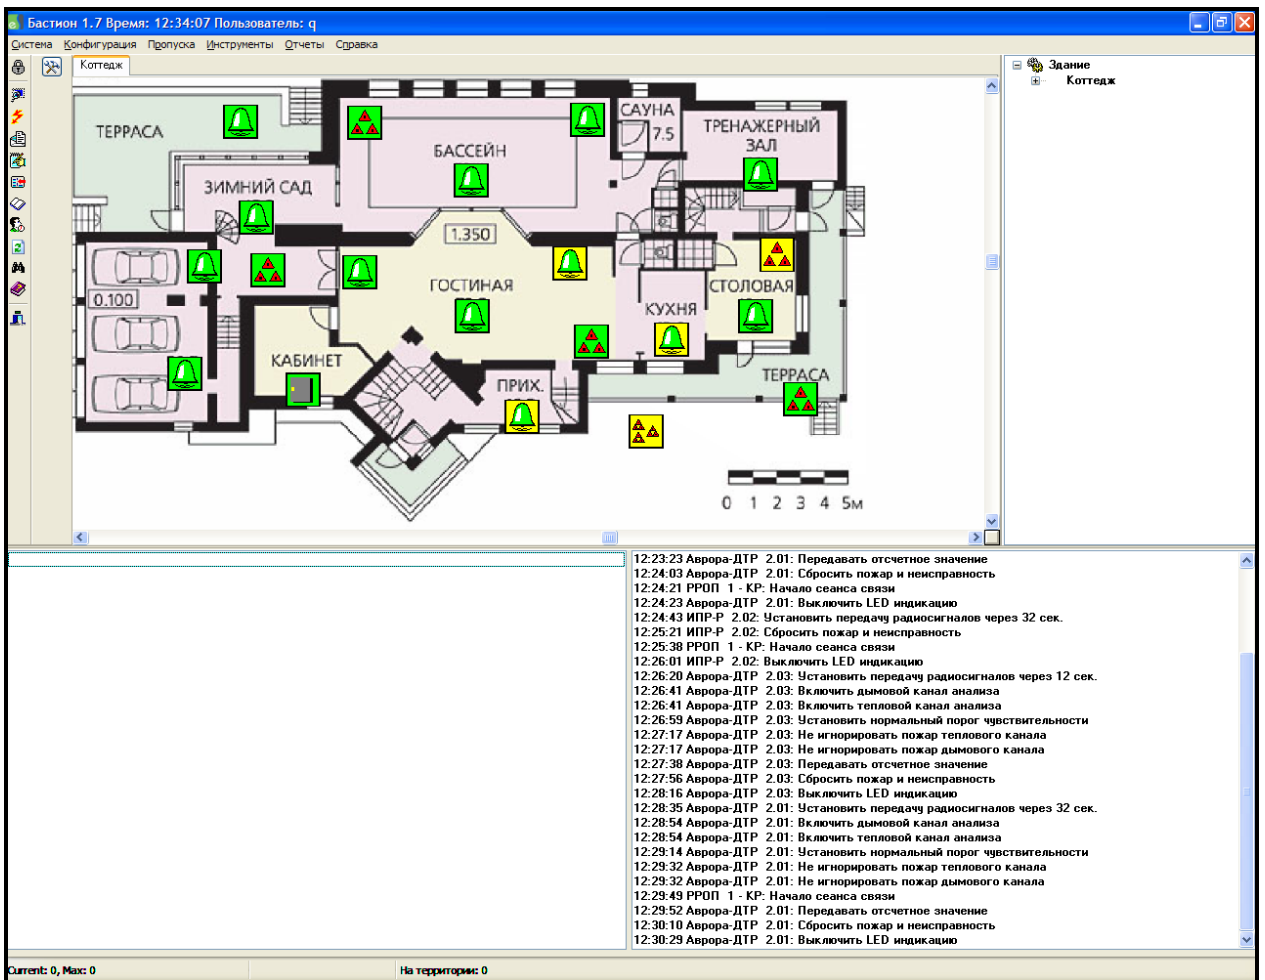 Бастион 1.7 Время: 12:34:07 Пользователь: q
Система Конфигурация Пропуска Инструменты Отчеты Справка
Коттедж
Здание
Коттедж
ТЕРРАСА
БАССЕЙН
САУНА
7.5
ТРЕНАЖЕРНЫЙ
ЗАЛ
ЗИМНИЙ САД
1.350
ГОСТИНАЯ
СТОЛОВАЯ
0.100
КУХНЯ
КАБИНЕТ
ПРИХ.
ТЕРРАСА
0 1 2 3 4 5м
12:23:23 Аврора-ДТР 2.01: Передавать отсчетное значение
12:24:03 Аврора-ДТР 2.01: Сбросить пожар и неисправность
12:24:21 РРОП 1 - КР: Начало сеанса связи
12:24:23 Аврора-ДТР 2.01: Выключить LED индикацию
12:24:43 ИПР-Р 2.02: Установить передачу радиосигналов через 32 сек.
12:25:21 ИПР-Р 2.02: Сбросить пожар и неисправность
12:25:38 РРОП 1 - КР: Начало сеанса связи
12:26:01 ИПР-Р 2.02: Выключить LED индикацию
12:26:20 Аврора-ДТР 2.03: Установить передачу радиосигналов через 12 сек.
12:26:41 Аврора-ДТР 2.03: Включить дымовой канал анализа
12:26:41 Аврора-ДТР 2.03: Включить тепловой канал анализа
12:26:59 Аврора-ДТР 2.03: Установить нормальный порог чувствительности
12:27:17 Аврора-ДТР 2.03: Не игнорировать пожар теплового канала
12:27:17 Аврора-ДТР 2.03: Не игнорировать пожар дымового канала
12:27:38 Аврора-ДТР 2.03: Передавать отсчетное значение
12:27:56 Аврора-ДТР 2.03: Сбросить пожар и неисправность
12:28:16 Аврора-ДТР 2.03: Выключить LED индикацию
12:28:35 Аврора-ДТР 2.01: Установить передачу радиосигналов через 32 сек.
12:28:54 Аврора-ДТР 2.01: Включить дымовой канал анализа
12:28:54 Аврора-ДТР 2.01: Включить тепловой канал анализа
12:29:14 Аврора-ДТР 2.01: Установить нормальный порог чувствительности
12:29:32 Аврора-ДТР 2.01: Не игнорировать пожар теплового канала
12:29:32 Аврора-ДТР 2.01: Не игнорировать пожар дымового канала
12:29:49 РРОП 1 - КР: Начало сеанса связи
12:29:52 Аврора-ДТР 2.01: Передавать отсчетное значение
12:30:10 Аврора-ДТР 2.01: Сбросить пожар и неисправность
12:30:29 Аврора-ДТР 2.01: Выключить LED индикацию
Current: 0, Max: 0
На территории: 0